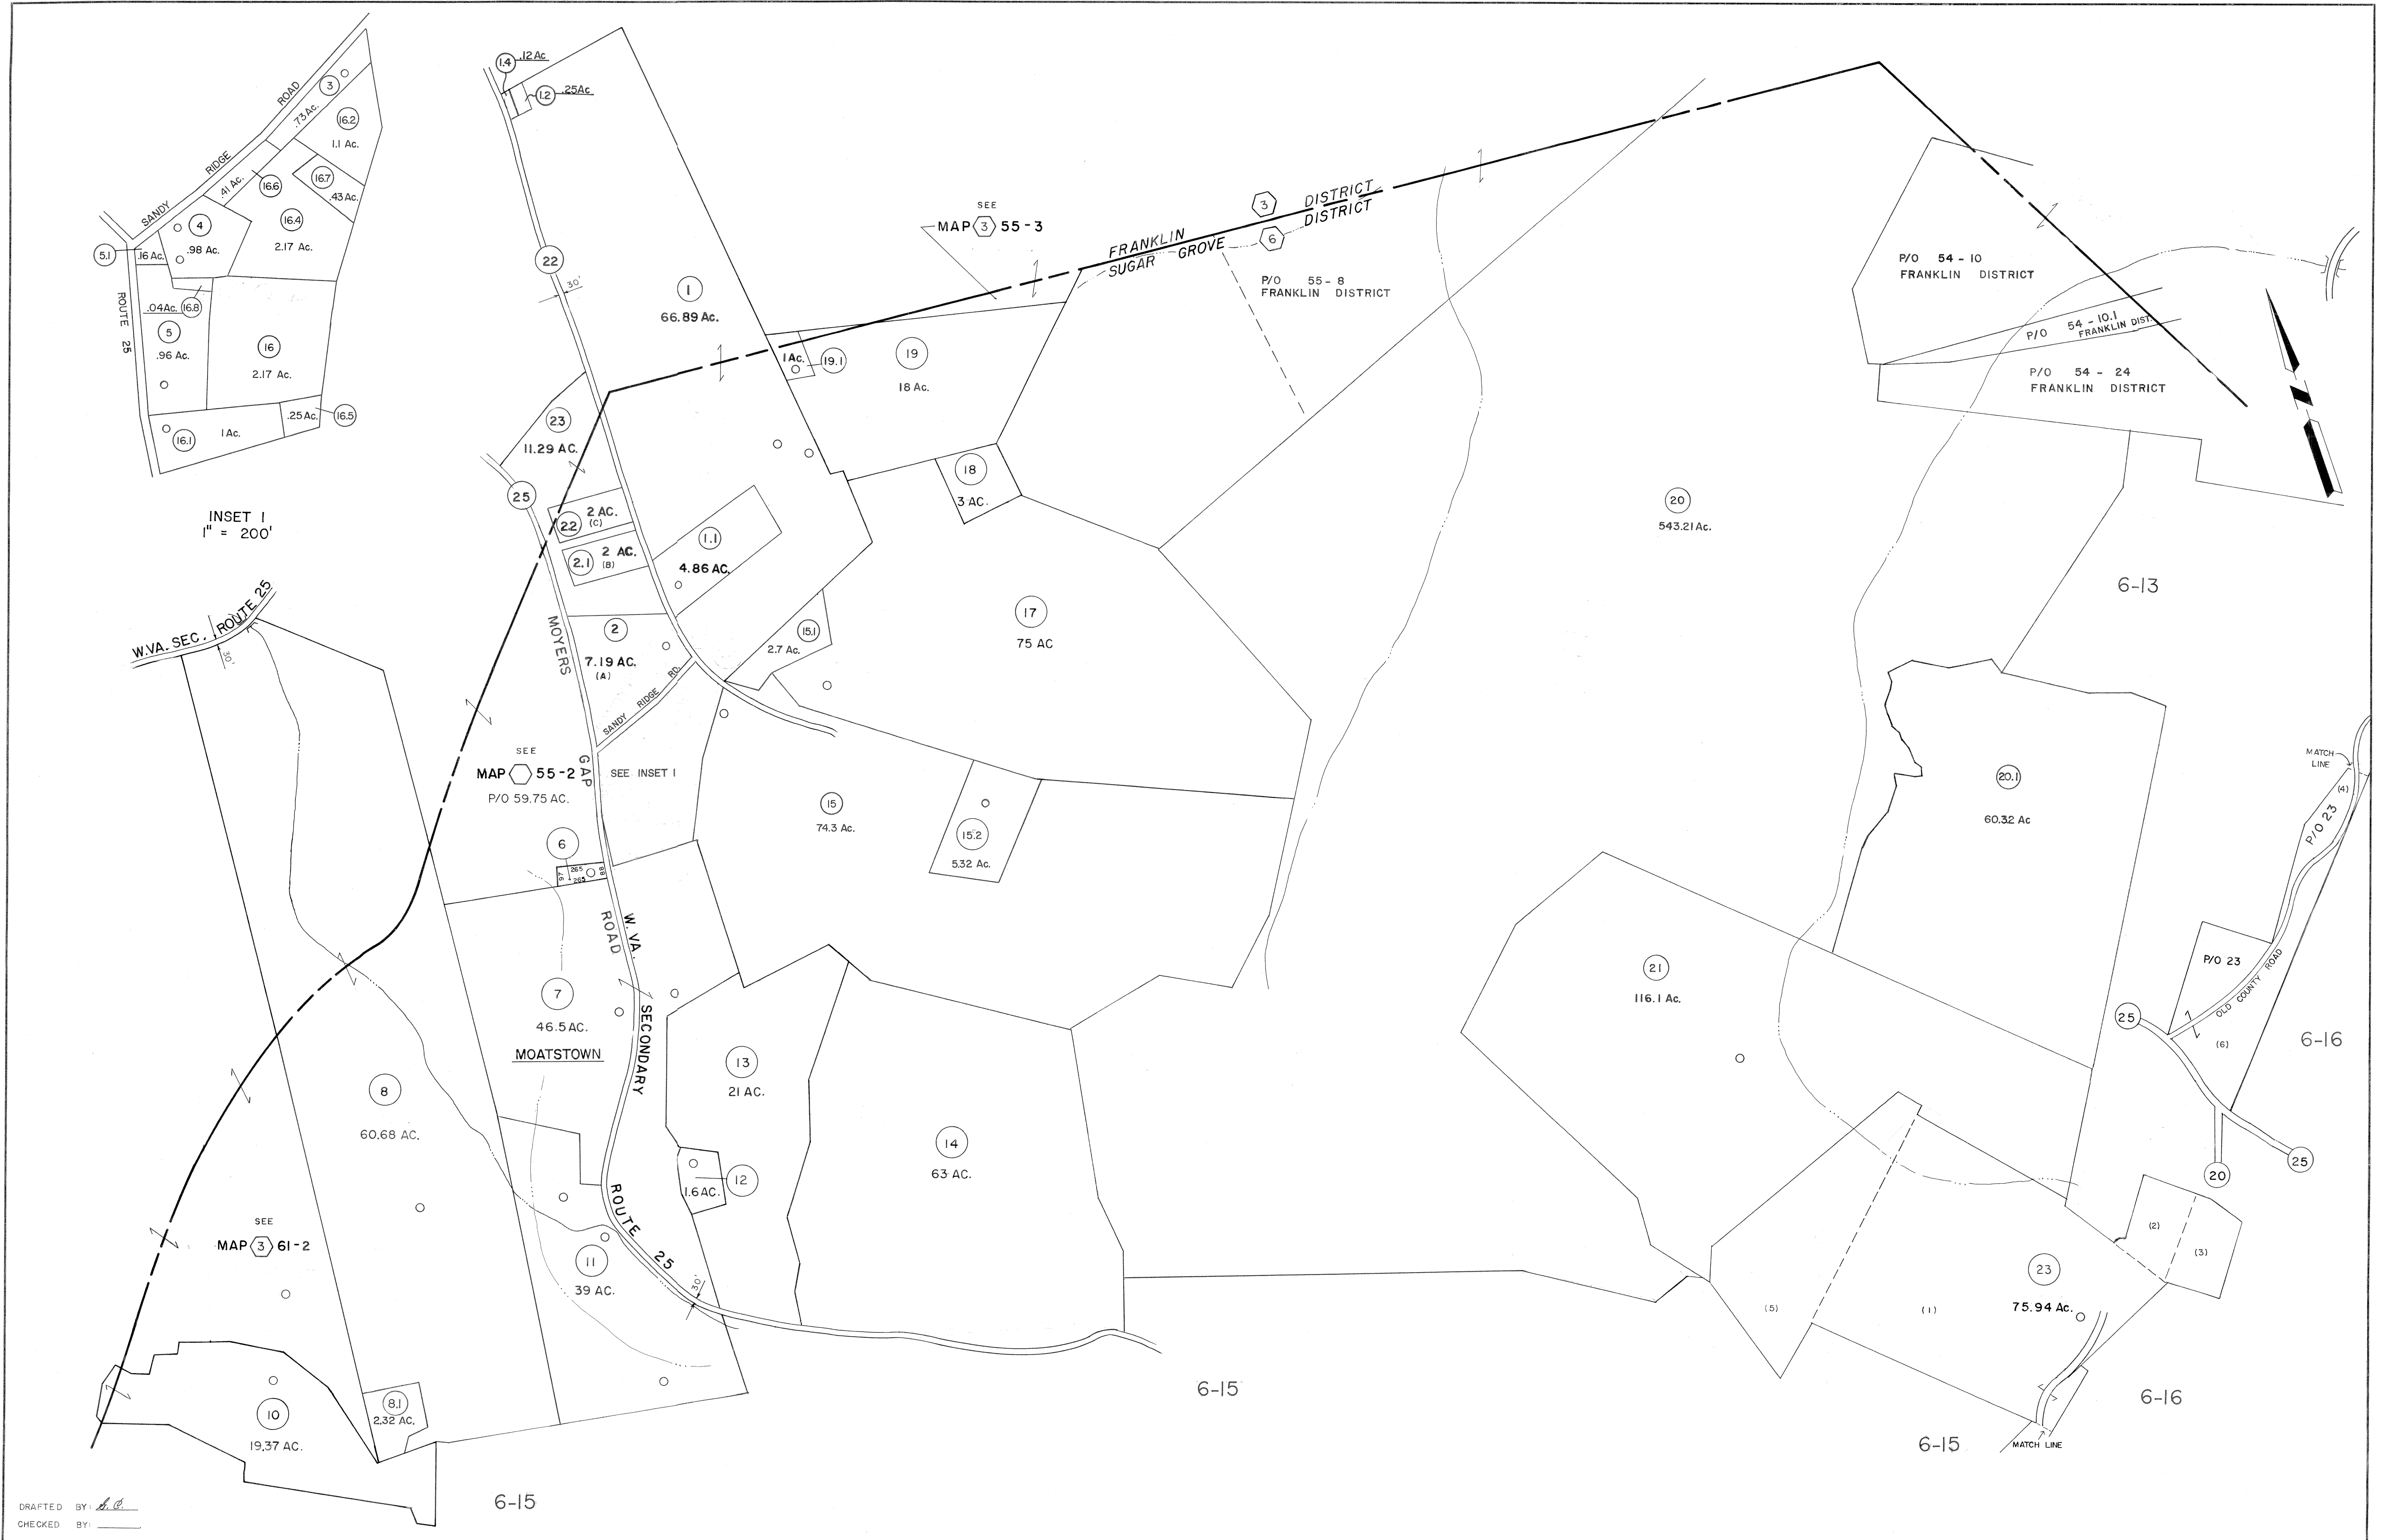 3
.73 Ac.
16.2
1.1 Ac.
SANDY RIDGE ROAD
16.7
.43 Ac.
.41 Ac.
16.6
16.4
2.17 Ac.
4
.98 Ac.
5.1
.16 Ac.
.04 Ac.
16.8
ROUTE 25
5
.96 Ac.
16
2.17 Ac.
.25 Ac.
16.5
16.1
1 Ac.
INSET 1
1" = 200'
1.4
.12 Ac
1.2
.25 Ac
22
30'
1
66.89 Ac.
SEE
MAP 3 55-3
FRANKLIN DISTRICT
SUGAR GROVE DISTRICT
3
6
P/O 55-8
FRANKLIN DISTRICT
P/O 54-10
FRANKLIN DISTRICT
P/O 54-10.1
FRANKLIN DIST.
P/O 54-24
FRANKLIN DISTRICT
1 Ac.
19.1
19
18 Ac.
2.3
11.29 AC.
25
18
3 AC.
2.2
2 AC.
(C)
2.1
2 AC.
(B)
1.1
4.86 AC.
20
543.21 Ac.
6-13
W.VA. SEC. ROUTE 25
30'
MOYERS GAP ROAD
2
7.19 AC.
(A)
15.1
2.7 Ac.
17
75 AC
SANDY RIDGE RD.
SEE
MAP 55-2
P/O 59.75 AC.
SEE INSET 1
15
74.3 Ac.
15.2
5.32 Ac.
20.1
60.32 Ac
MATCH
LINE
(4)
P/O 23
6
265
265
97
88
W. VA. SECONDARY ROUTE 25
7
46.5 AC.
MOATSTOWN
21
116.1 Ac.
P/O 23
OLD COUNTY ROAD
25
(6)
6-16
20
25
13
21 AC.
8
60.68 AC.
14
63 AC.
12
1.6 AC.
SEE
MAP 3 61-2
11
39 AC.
30'
(2)
(3)
23
75.94 Ac.
(5)
(1)
10
19.37 AC.
8.1
2.32 AC.
6-15
6-16
6-15
MATCH LINE
6-15
DRAFTED BY: S.C.
CHECKED BY: